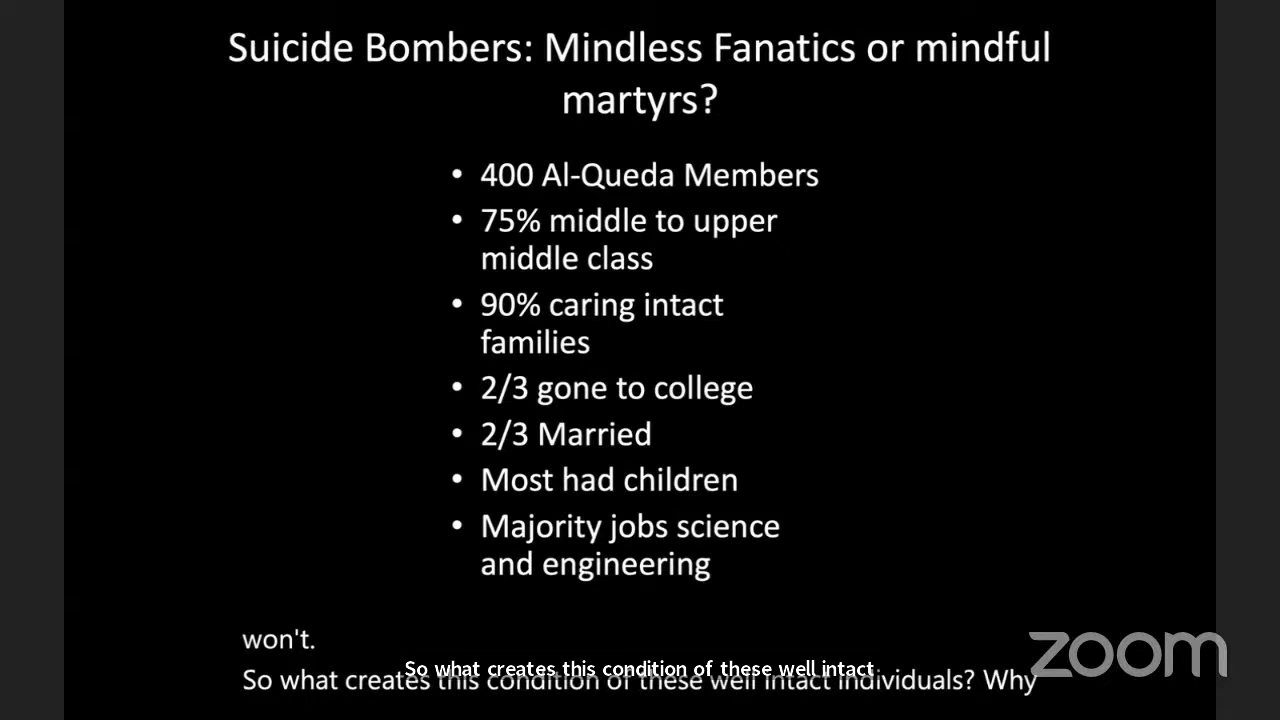 Suicide Bombers: Mindless Fanatics or mindful
martyrs?
• 400 Al-Queda Members
• 75% middle to upper
middle class
• 90% caring intact
families
• 2/3 gone to college
• 2/3 Married
• Most had children
• Majority jobs science
and engineering
won't.
So what creates this condition of these well intact
So what creates this condition of these well intact individuals? Why
zoom